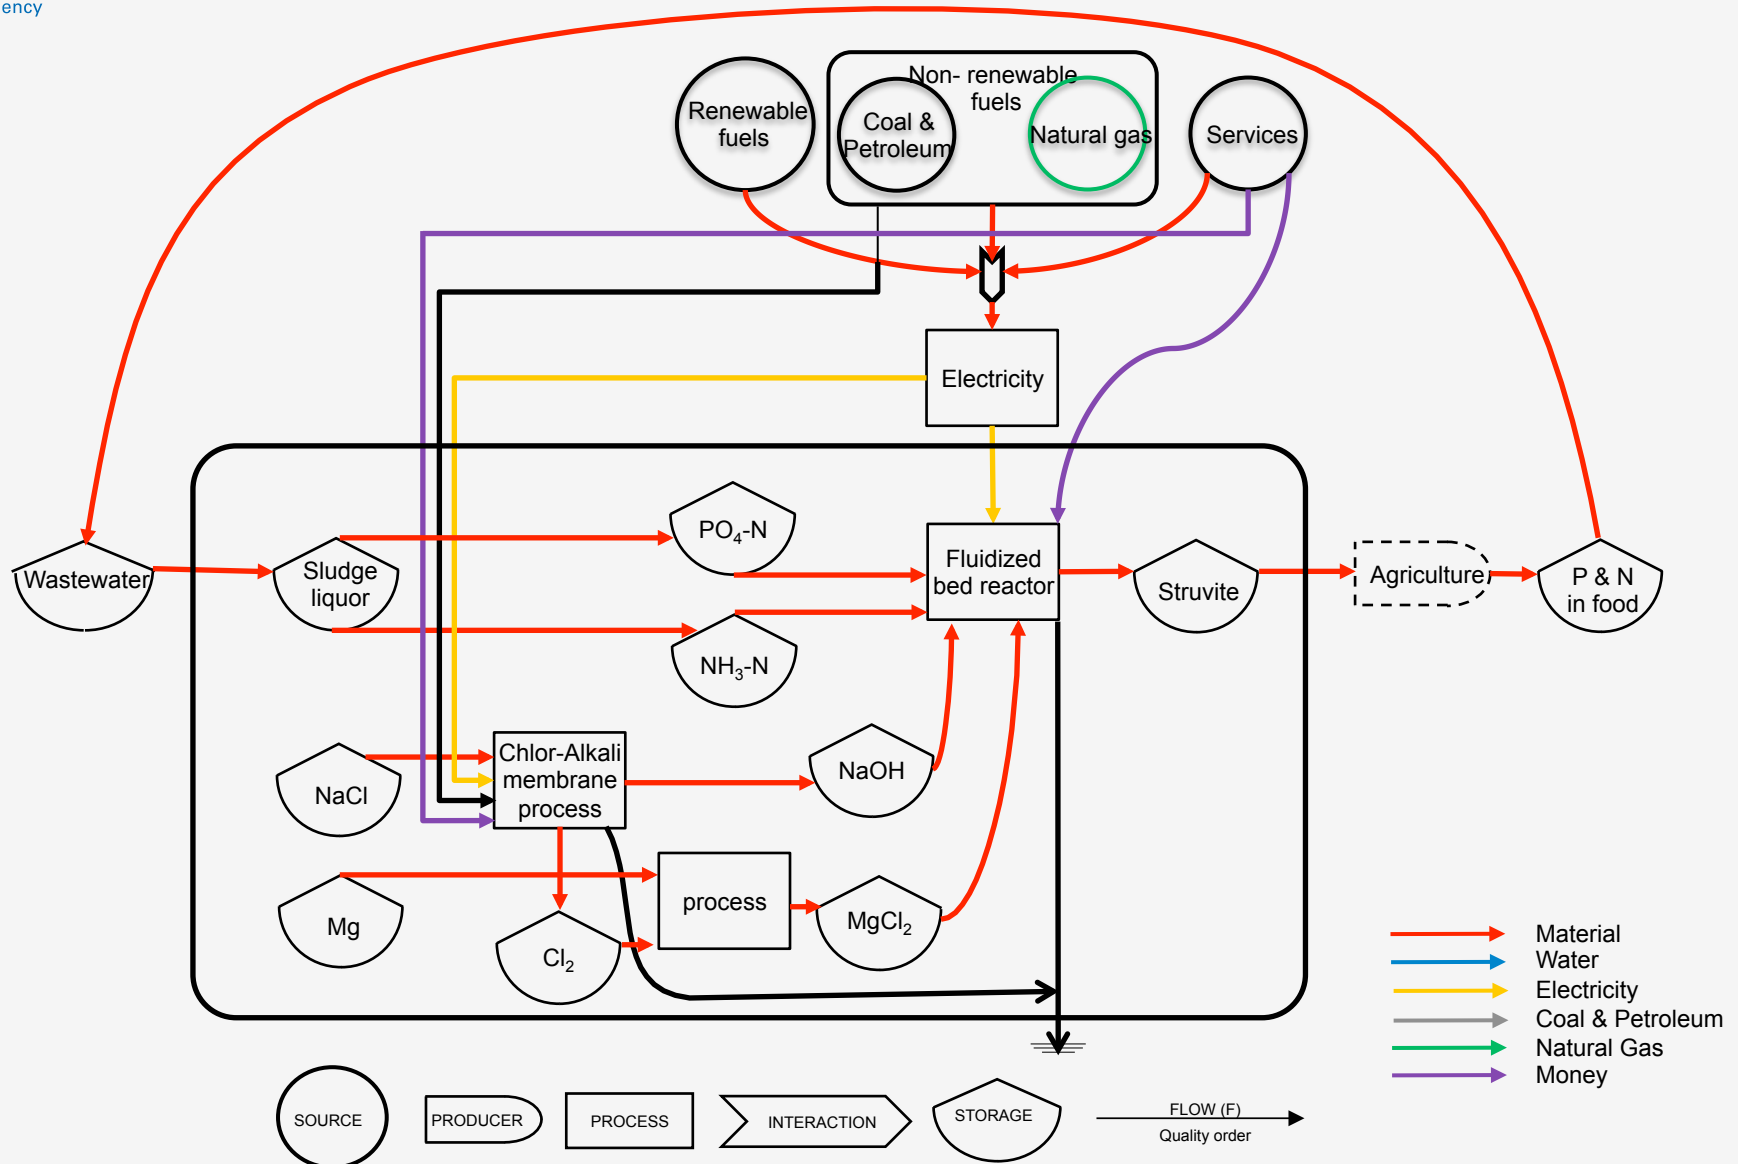 ency
Non- renewable
fuels
Renewable
fuels
Coal &
Petroleum
Natural gas
Services
Electricity
PO4-N
Wastewater
Sludge
liquor
Fluidized
bed reactor
Struvite
Agriculture
P & N
in food
NH3-N
NaCl
Chlor-Alkali
membrane
process
NaOH
Mg
process
MgCl2
Cl2
Material
Water
Electricity
Coal & Petroleum
Natural Gas
Money
SOURCE
PRODUCER
PROCESS
INTERACTION
STORAGE
FLOW (F)
Quality order